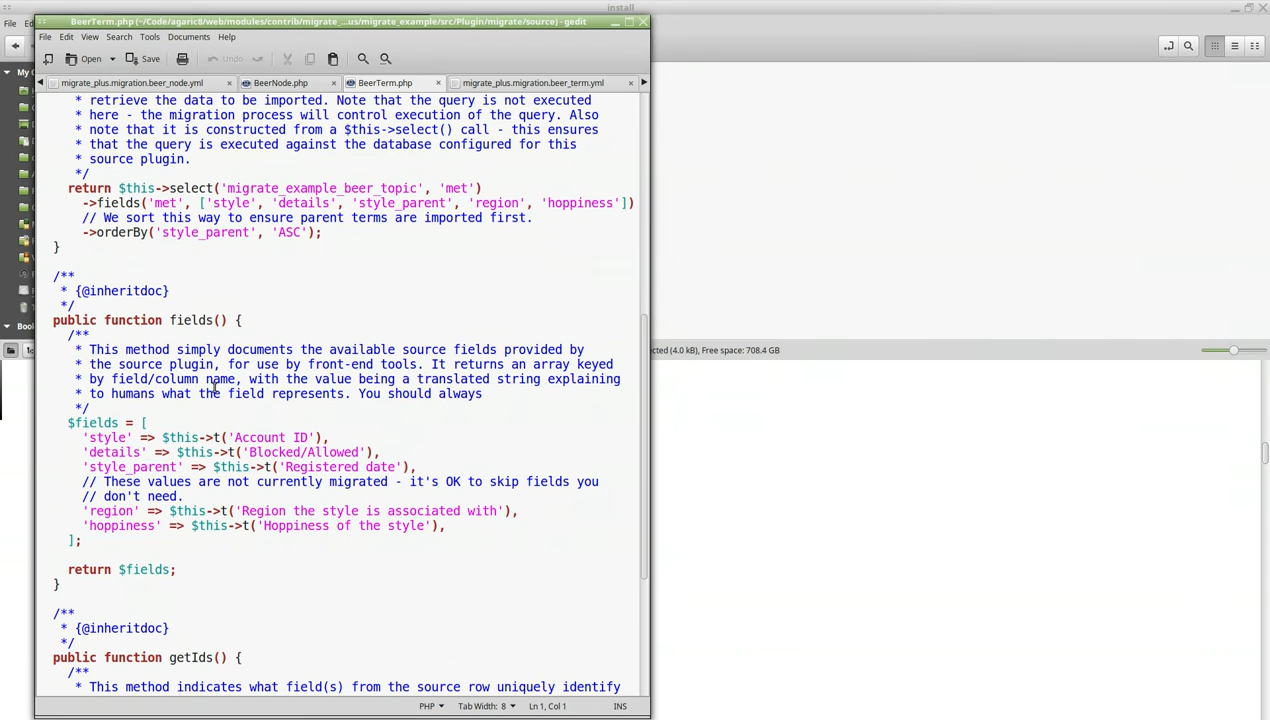 install
File
BeerTerm.php (~/Code/agaric8/web/modules/contrib/migrate_...us/migrate_example/src/Plugin/migrate/source) - gedit
File Edit View Search Tools Documents Help
Open Save Undo
migrate_plus.migration.beer_node.yml BeerNode.php BeerTerm.php migrate_plus.migration.beer_term.yml
* retrieve the data to be imported. Note that the query is not executed
* here - the migration process will control execution of the query. Also
* note that it is constructed from a $this->select() call - this ensures
* that the query is executed against the database configured for this
* source plugin.
*/
return $this->select('migrate_example_beer_topic', 'met')
->fields('met', ['style', 'details', 'style_parent', 'region', 'hoppiness'])
// We sort this way to ensure parent terms are imported first.
->orderBy('style_parent', 'ASC');
}
/**
* {@inheritdoc}
*/
public function fields() {
/**
* This method simply documents the available source fields provided by
* the source plugin, for use by front-end tools. It returns an array keyed
* by field/column name, with the value being a translated string explaining
* to humans what the field represents. You should always
*/
$fields = [
'style' => $this->t('Account ID'),
'details' => $this->t('Blocked/Allowed'),
'style_parent' => $this->t('Registered date'),
// These values are not currently migrated - it's OK to skip fields you
// don't need.
'region' => $this->t('Region the style is associated with'),
'hoppiness' => $this->t('Hoppiness of the style'),
];
return $fields;
}
/**
* {@inheritdoc}
*/
public function getIds() {
/**
* This method indicates what field(s) from the source row uniquely identify
PHP Tab Width: 8 Ln 1, Col 1 INS
My
Book
(4.0 kB), Free space: 708.4 GB